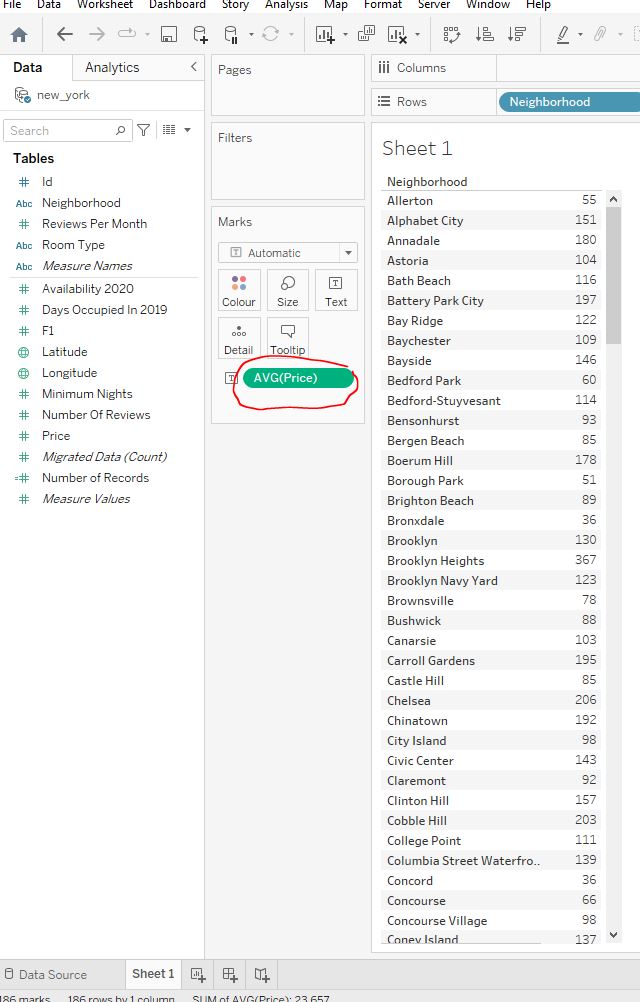 File Data Worksheet Dashboard Story Analysis Map Format Server Window Help
Data Analytics
new_york
Search
Tables
Id
Abc Neighborhood
Reviews Per Month
Abc Room Type
Abc Measure Names
Availability 2020
Days Occupied In 2019
F1
Latitude
Longitude
Minimum Nights
Number Of Reviews
Price
Migrated Data (Count)
Number of Records
Measure Values
Pages
Filters
Marks
Automatic
Colour Size Text
Detail Tooltip
AVG(Price)
Columns
Rows Neighborhood
Sheet 1
Neighborhood
Allerton 55
Alphabet City 151
Annadale 180
Astoria 104
Bath Beach 116
Battery Park City 197
Bay Ridge 122
Baychester 109
Bayside 146
Bedford Park 60
Bedford-Stuyvesant 114
Bensonhurst 93
Bergen Beach 85
Boerum Hill 178
Borough Park 51
Brighton Beach 89
Bronxdale 36
Brooklyn 130
Brooklyn Heights 367
Brooklyn Navy Yard 123
Brownsville 78
Bushwick 88
Canarsie 103
Carroll Gardens 195
Castle Hill 85
Chelsea 206
Chinatown 192
City Island 98
Civic Center 143
Claremont 92
Clinton Hill 157
Cobble Hill 203
College Point 111
Columbia Street Waterfro.. 139
Concord 36
Concourse 66
Concourse Village 98
Coney Island 137
Data Source Sheet 1
186 marks 186 rows by 1 column SUM of AVG(Price): 23,657